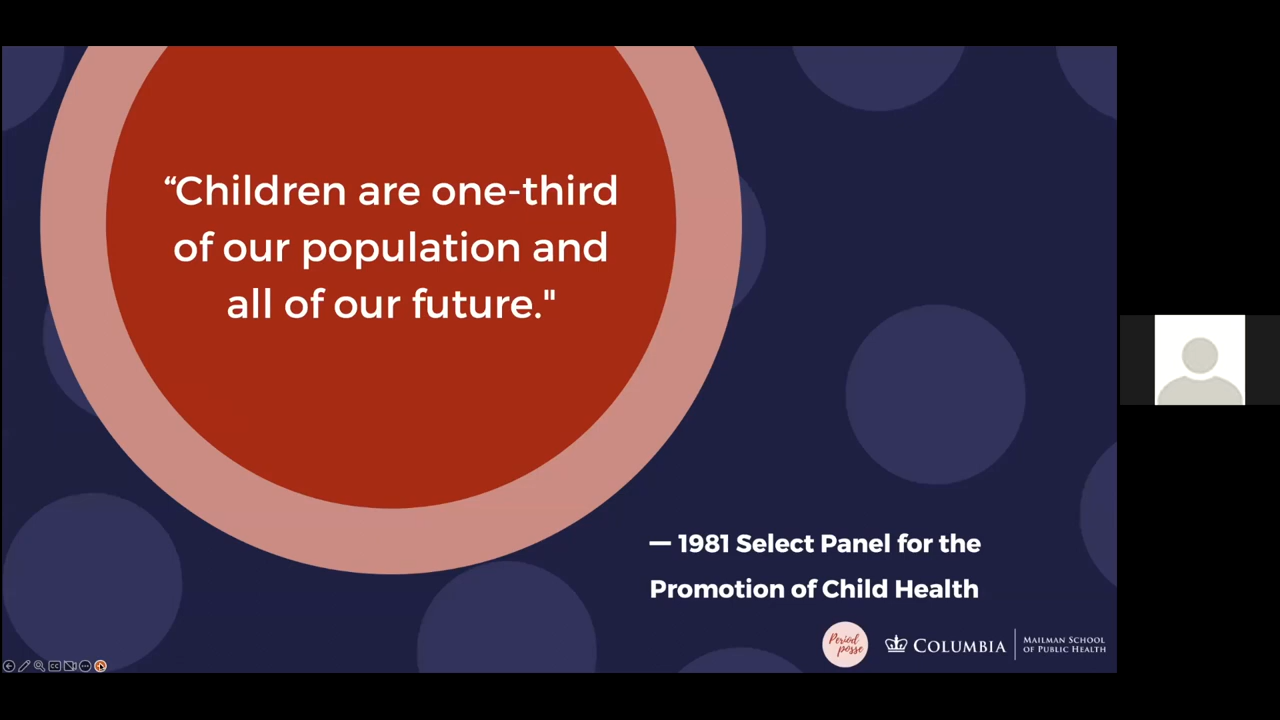 “Children are one-third
of our population and
all of our future."
— 1981 Select Panel for the
Promotion of Child Health
Period
posse
COLUMBIA
MAILMAN SCHOOL
OF PUBLIC HEALTH
CC